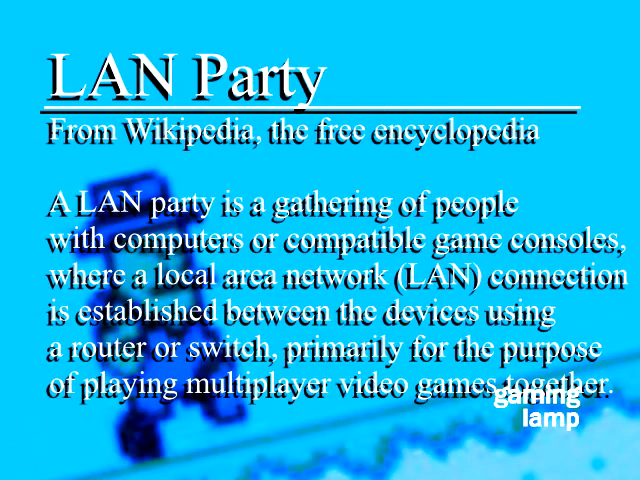 LAN Party
From Wikipedia, the free encyclopedia
A LAN party is a gathering of people
with computers or compatible game consoles,
where a local area network (LAN) connection
is established between the devices using
a router or switch, primarily for the purpose
of playing multiplayer video games together.
gaming
lamp